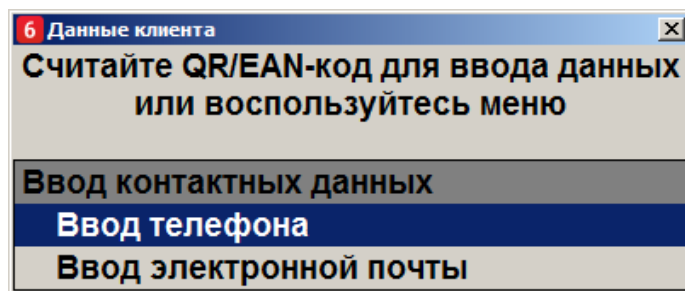 6 Данные клиента
Считайте QR/EAN-код для ввода данных
или воспользуйтесь меню
Ввод контактных данных
Ввод телефона
Ввод электронной почты